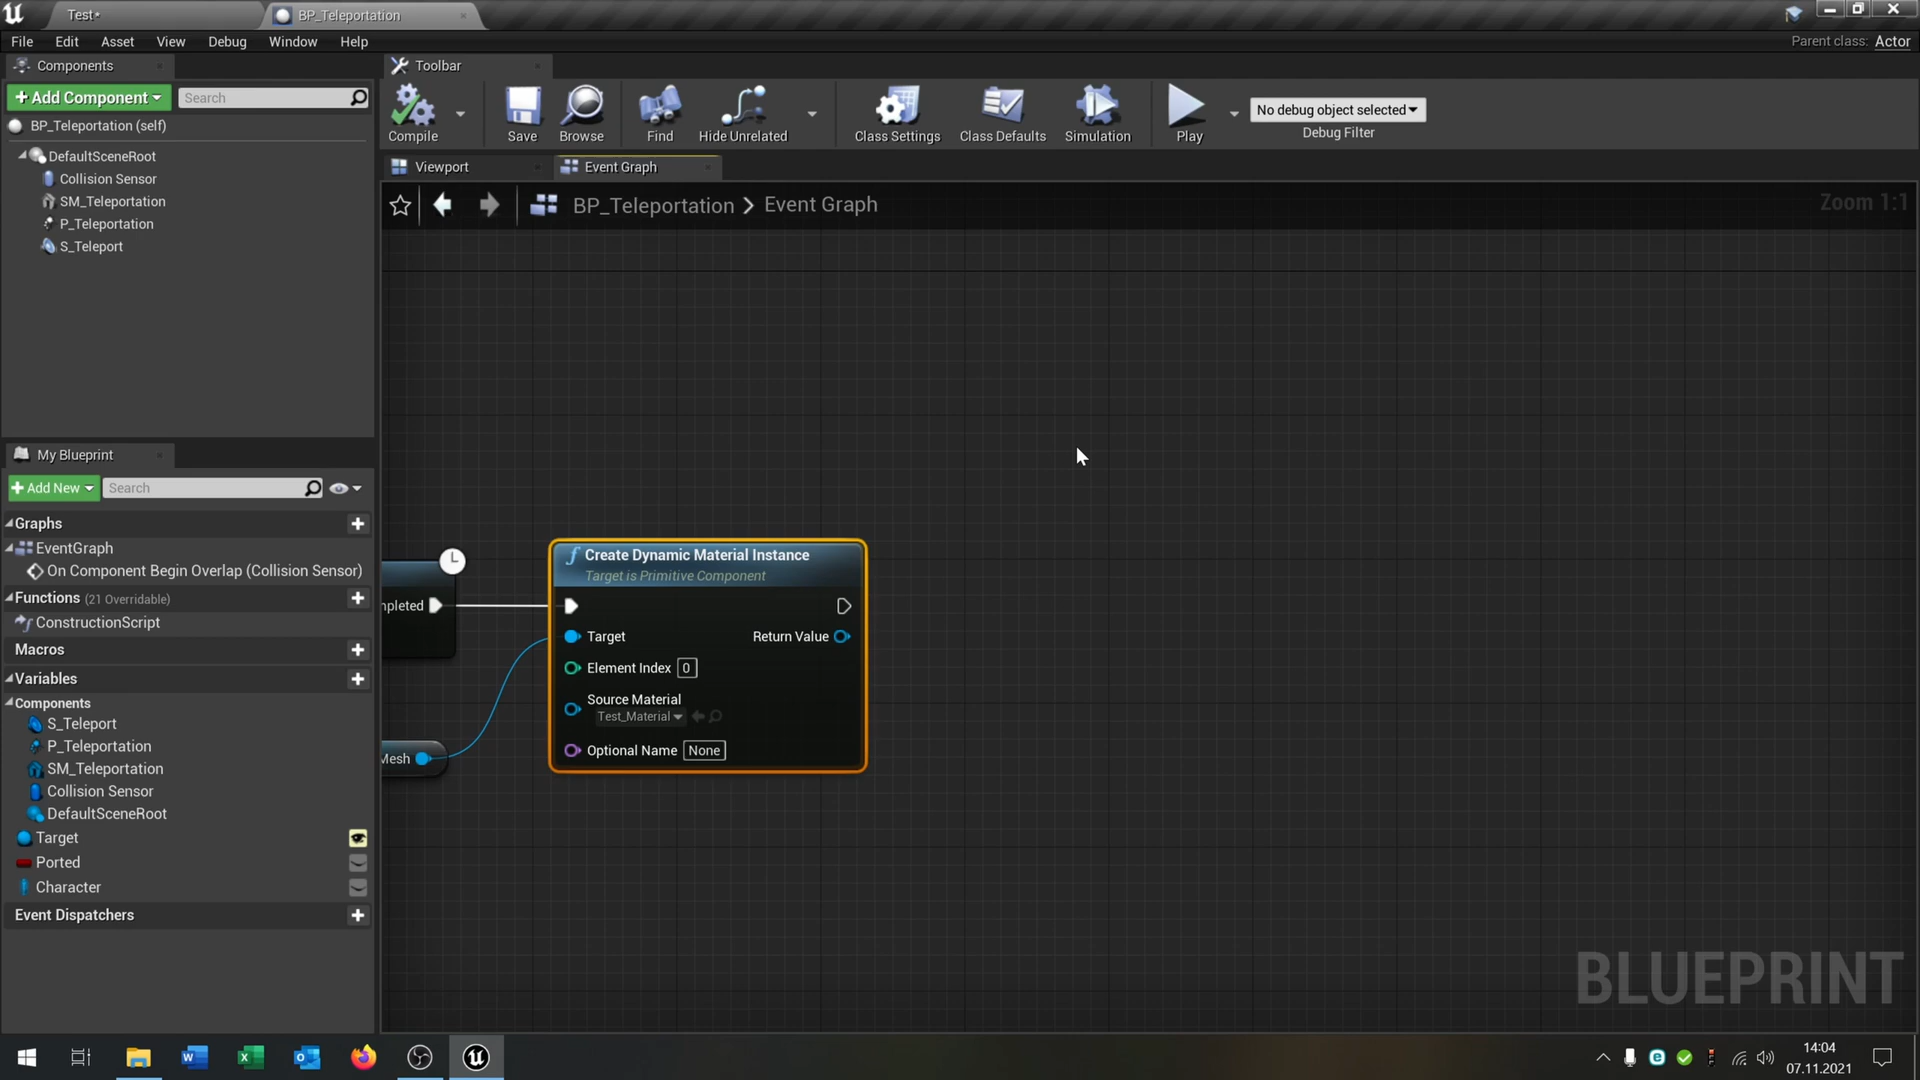 Test*
BP_Teleportation
File Edit Asset View Debug Window Help
Parent class: Actor
Components
Toolbar
+ Add Component
Search
BP_Teleportation (self)
DefaultSceneRoot
Collision Sensor
SM_Teleportation
P_Teleportation
S_Teleport
Compile
Save
Browse
Find
Hide Unrelated
Class Settings
Class Defaults
Simulation
Play
No debug object selected
Debug Filter
Viewport
Event Graph
BP_Teleportation > Event Graph
Zoom 1:1
My Blueprint
+ Add New
Search
Graphs
EventGraph
On Component Begin Overlap (Collision Sensor)
Functions (21 Overridable)
ConstructionScript
Macros
Variables
Components
S_Teleport
P_Teleportation
SM_Teleportation
Collision Sensor
DefaultSceneRoot
Target
Ported
Character
Event Dispatchers
mpleted
Mesh
f Create Dynamic Material Instance
Target is Primitive Component
Target
Return Value
Element Index 0
Source Material
Test_Material
Optional Name None
BLUEPRINT
14:04
07.11.2021